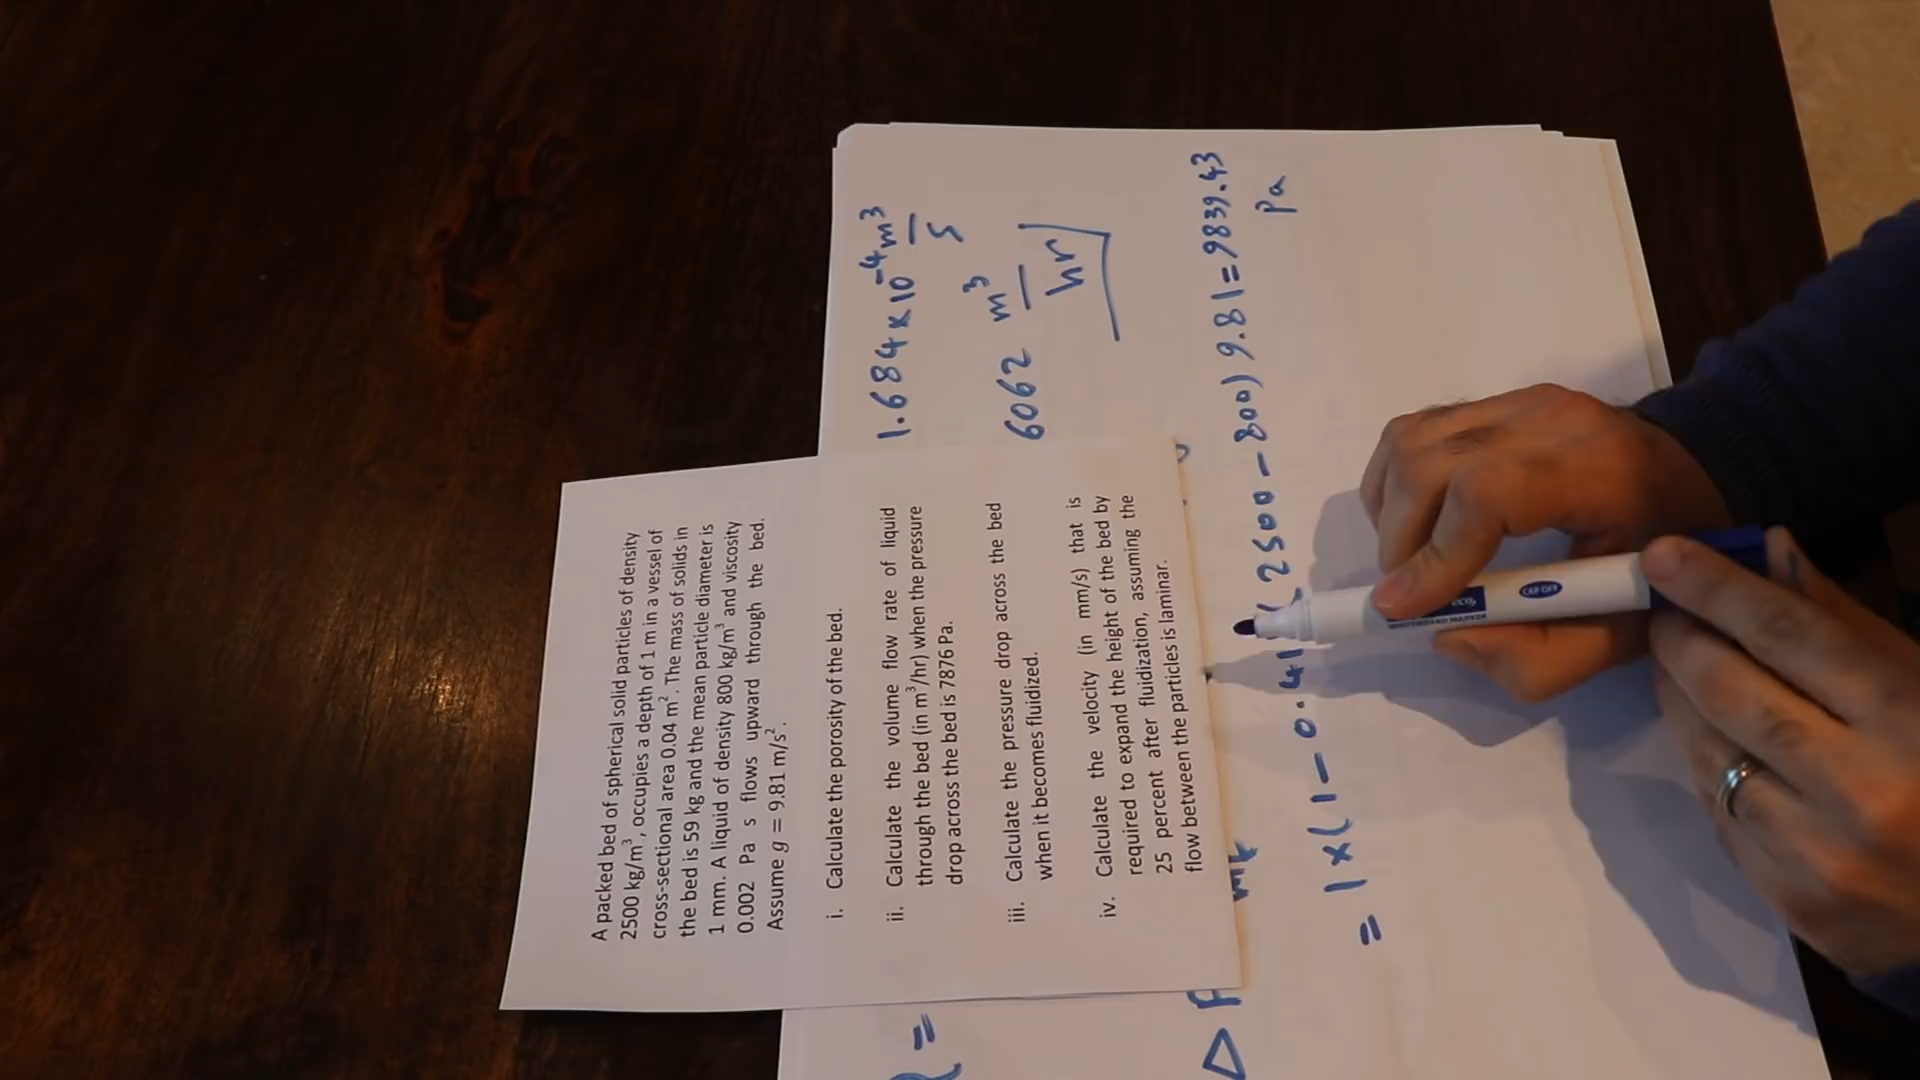 A packed bed of spherical solid particles of density
2500 kg/m³, occupies a depth of 1 m in a vessel of
cross-sectional area 0.04 m². The mass of solids in
the bed is 59 kg and the mean particle diameter is
1 mm. A liquid of density 800 kg/m³ and viscosity
0.002 Pa s flows upward through the bed.
Assume g = 9.81 m/s².
i. Calculate the porosity of the bed.
ii. Calculate the volume flow rate of liquid
through the bed (in m³/hr) when the pressure
drop across the bed is 7876 Pa.
iii. Calculate the pressure drop across the bed
when it becomes fluidized.
iv. Calculate the velocity (in mm/s) that is
required to expand the height of the bed by
25 percent after fluidization, assuming the
flow between the particles is laminar.
= 1.684 x 10⁻⁴ m³/s
6062 m³/hr
Δ
= 1 x (1 - 0.41 (2500 - 800) 9.81 = 9839.43
Pa
CAP OFF